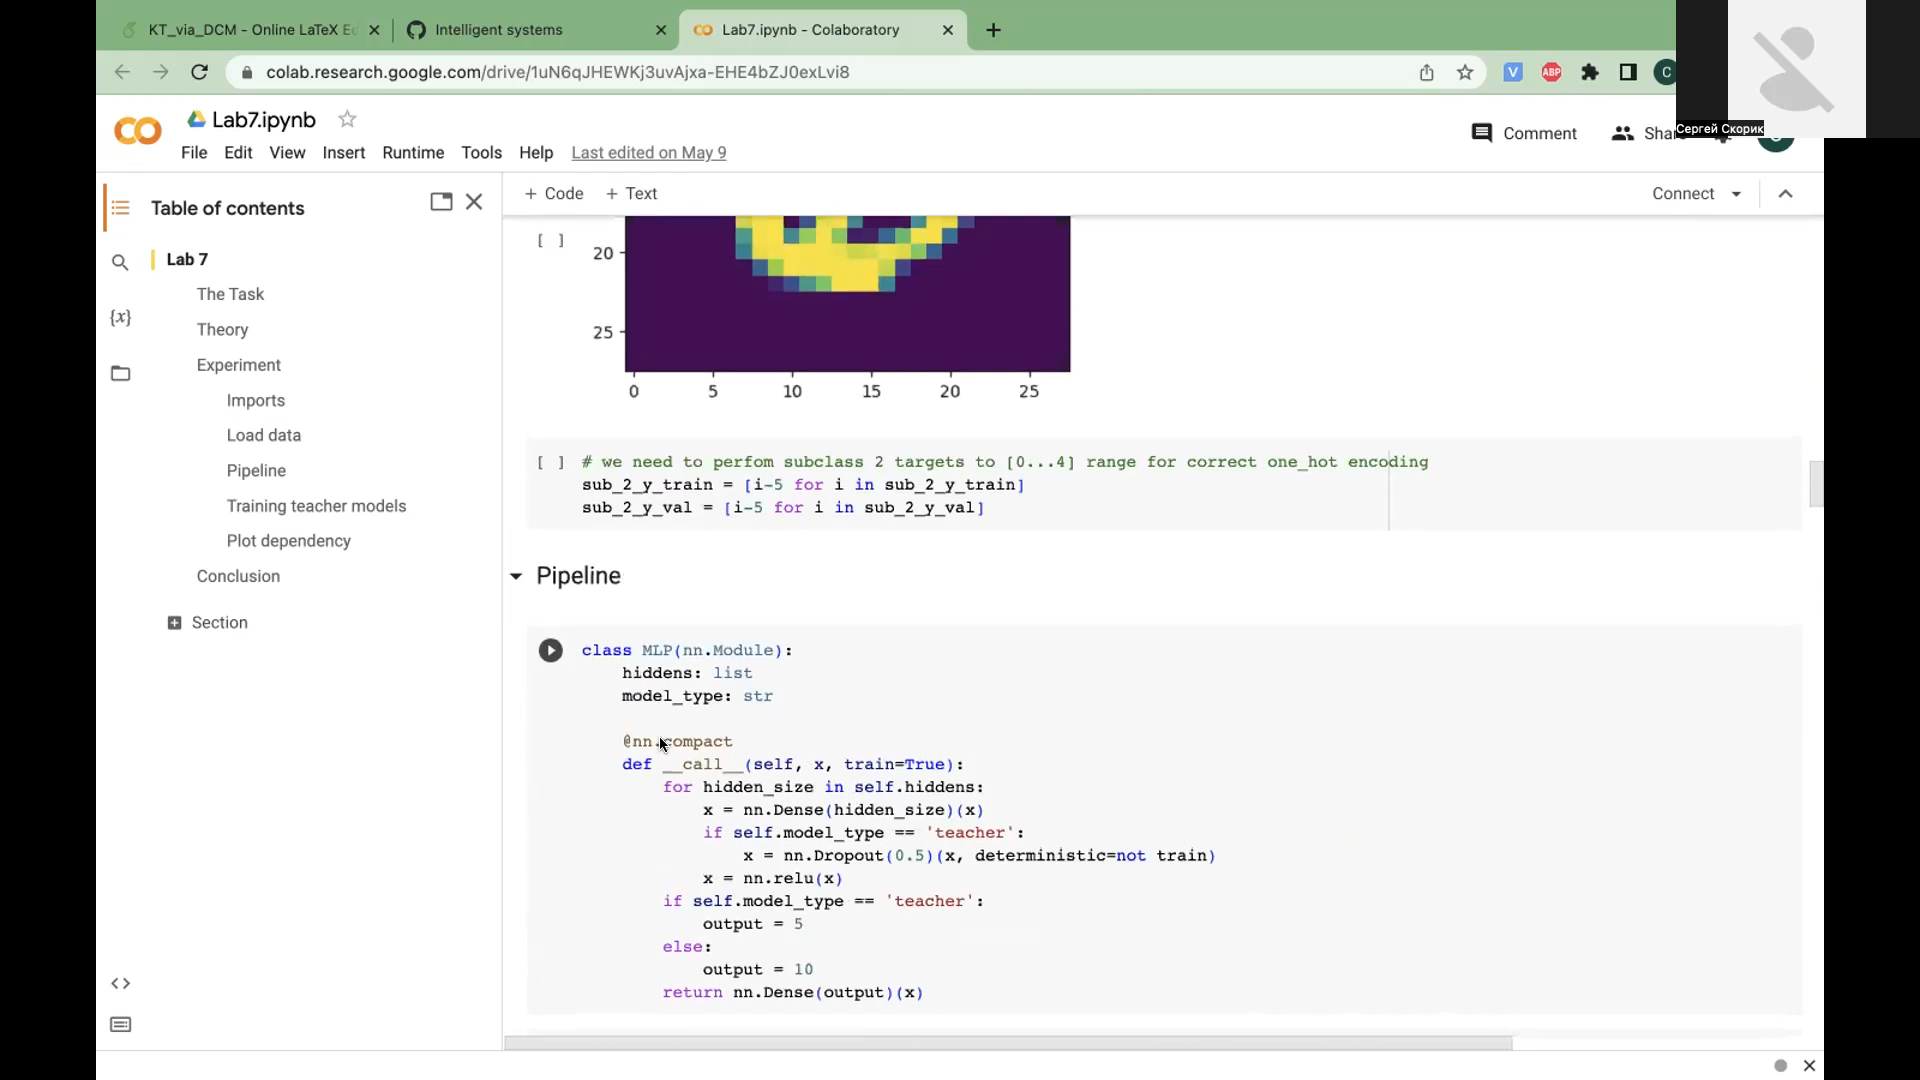 KT_via_DCM - Online LaTeX Ed
Intelligent systems
Lab7.ipynb - Colaboratory
colab.research.google.com/drive/1uN6qJHEWKj3uvAjxa-EHE4bZJ0exLvi8
V
ABP
C
Сергей Скорик
Lab7.ipynb
Comment
Shar
File Edit View Insert Runtime Tools Help Last edited on May 9
Table of contents
+ Code + Text
Connect
Lab 7
The Task
Theory
Experiment
Imports
Load data
Pipeline
Training teacher models
Plot dependency
Conclusion
Section
{x}
[ ]
20
25
0 5 10 15 20 25
[ ] # we need to perfom subclass 2 targets to [0...4] range for correct one_hot encoding
sub_2_y_train = [i-5 for i in sub_2_y_train]
sub_2_y_val = [i-5 for i in sub_2_y_val]
Pipeline
class MLP(nn.Module):
hiddens: list
model_type: str
@nn.compact
def __call__(self, x, train=True):
for hidden_size in self.hiddens:
x = nn.Dense(hidden_size)(x)
if self.model_type == 'teacher':
x = nn.Dropout(0.5)(x, deterministic=not train)
x = nn.relu(x)
if self.model_type == 'teacher':
output = 5
else:
output = 10
return nn.Dense(output)(x)